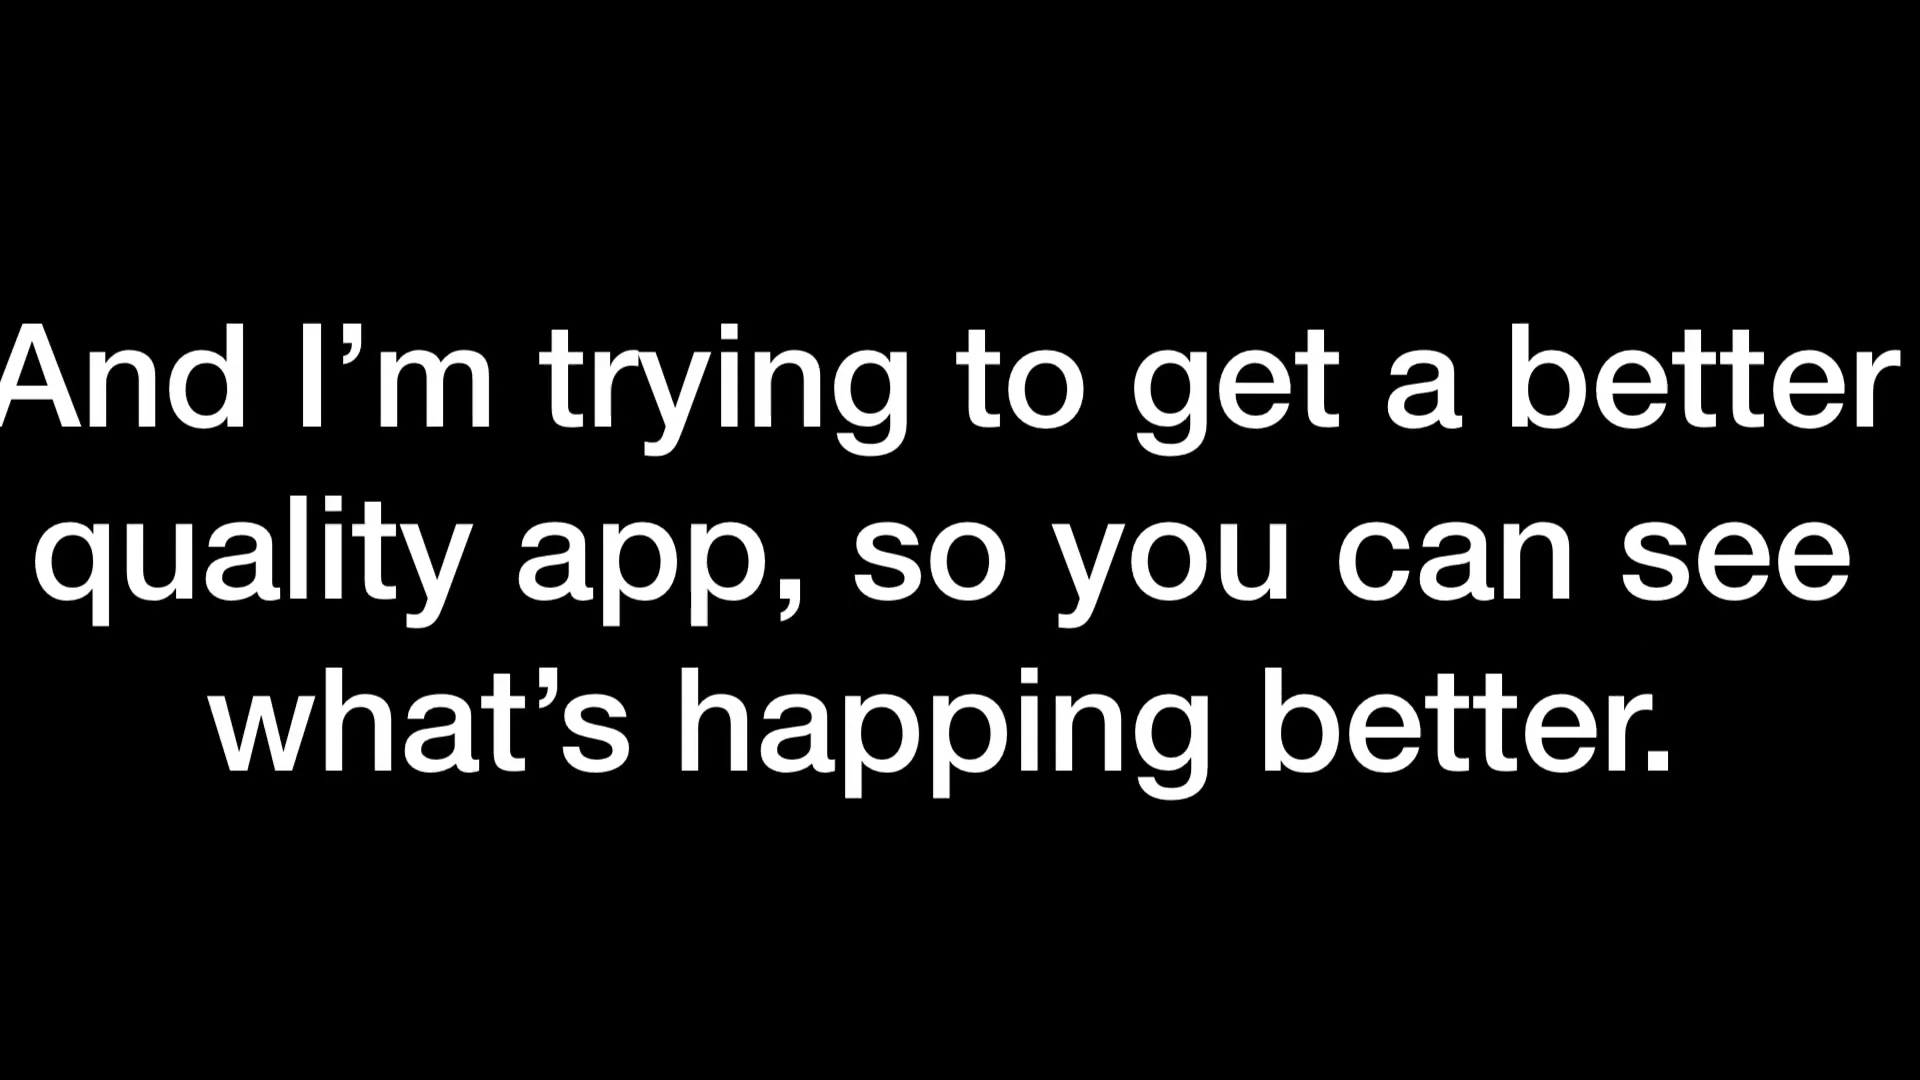 And I’m trying to get a better
quality app, so you can see
what’s happing better.